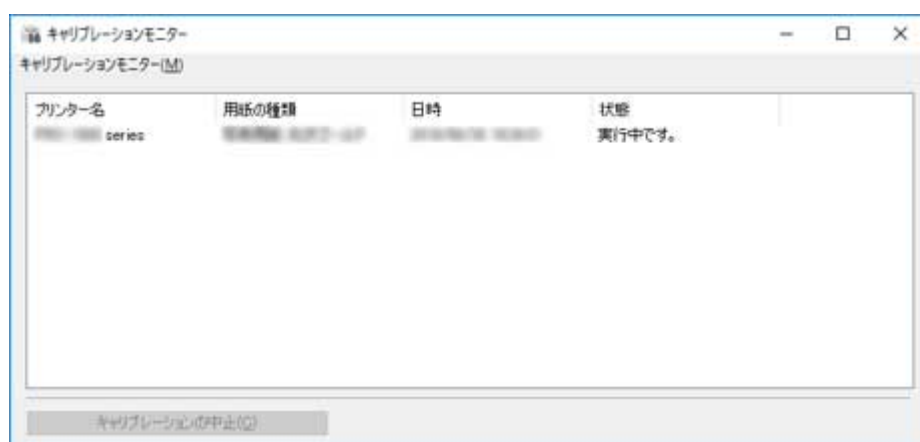 キャリブレーションモニター
キャリブレーションモニター(M)
プリンター名 用紙の種類 日時 状態
series 実行中です。
キャリブレーションの中止(C)